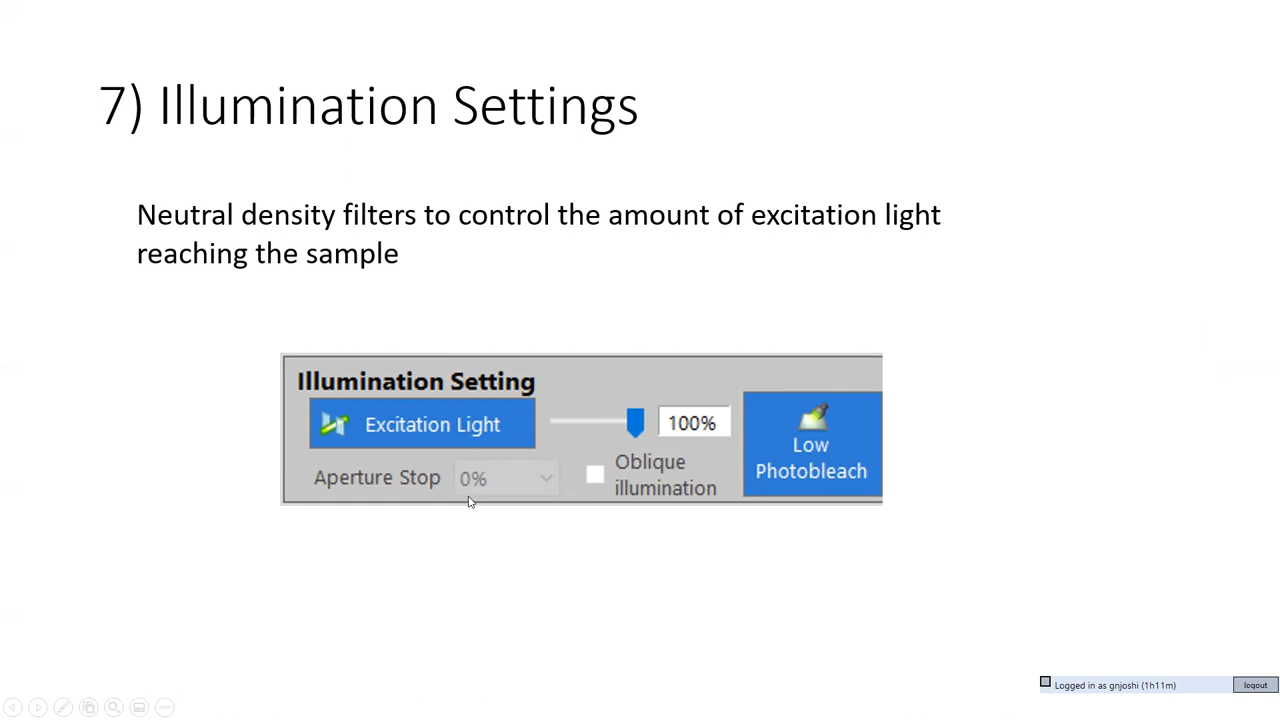 7) Illumination Settings
Neutral density filters to control the amount of excitation light
reaching the sample
Illumination Setting
Excitation Light
100%
Low
Photobleach
Aperture Stop
0%
Oblique
illumination
Logged in as gnjoshi (1h11m)
logout